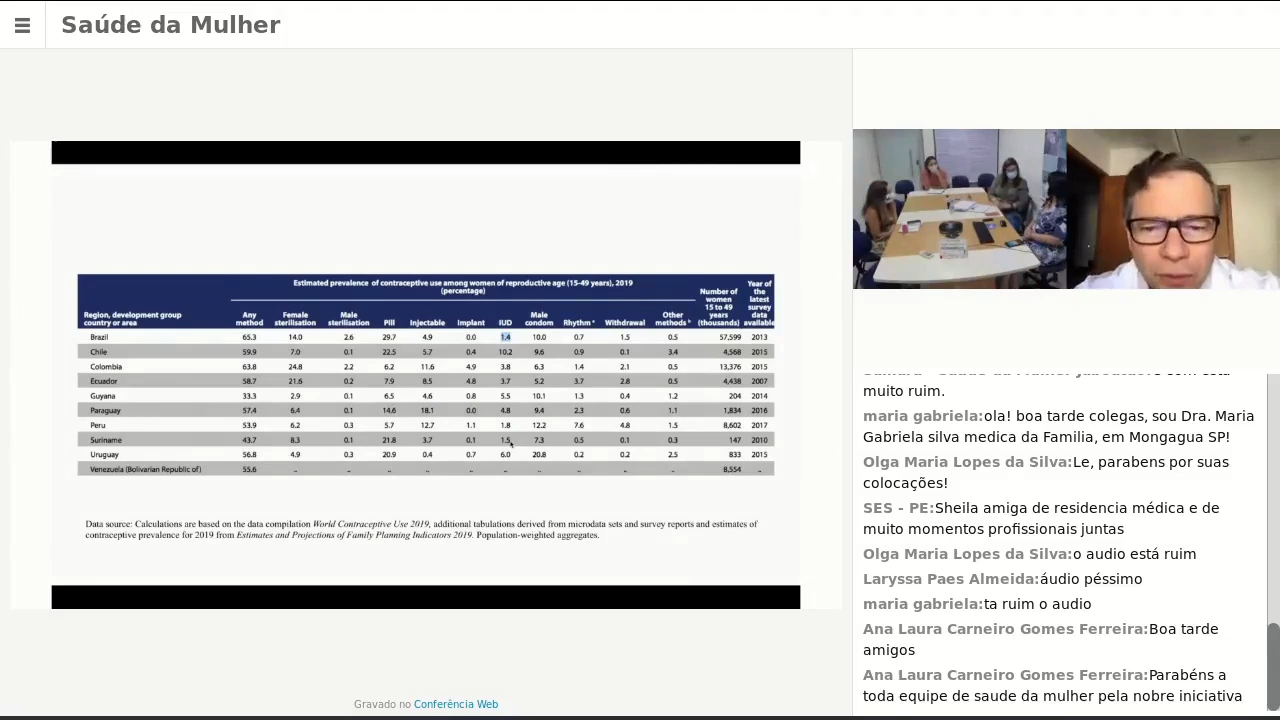 Saúde da Mulher
Estimated prevalence of contraceptive use among women of reproductive age (15-49 years), 2019
(percentage)
Region, development group country or area Any method Female sterilisation Male sterilisation Pill Injectable Implant IUD Male condom Rhythm a Withdrawal Other methods b Number of women 15 to 49 years (thousands) Year of the latest survey data available
Brazil 65.3 14.0 2.6 29.7 4.9 0.0 1.4 10.0 0.7 1.5 0.5 57,599 2013
Chile 59.9 7.0 0.1 22.5 5.7 0.4 10.2 9.6 0.9 0.1 3.4 4,568 2015
Colombia 63.8 24.8 2.2 6.2 11.6 4.9 3.8 6.3 1.4 2.1 0.5 13,376 2015
Ecuador 58.7 21.6 0.2 7.9 8.5 4.8 3.7 5.2 3.7 2.8 0.5 4,438 2007
Guyana 33.3 2.9 0.1 6.5 4.6 0.8 5.5 10.1 1.3 0.4 1.2 204 2014
Paraguay 57.4 6.4 0.1 14.6 18.1 0.0 4.8 9.4 2.3 0.6 1.1 1,834 2016
Peru 53.9 6.2 0.3 5.7 12.7 1.1 1.8 12.2 7.6 4.8 1.5 8,602 2017
Suriname 43.7 8.3 0.1 21.8 3.7 0.1 1.5 7.3 0.5 0.1 0.3 147 2010
Uruguay 56.8 4.9 0.3 20.9 0.4 0.7 6.0 20.8 0.2 0.2 2.5 833 2015
Venezuela (Bolivarian Republic of) 55.6 .. .. .. .. .. .. .. .. .. .. 8,554 ..
Data source: Calculations are based on the data compilation World Contraceptive Use 2019, additional tabulations derived from microdata sets and survey reports and estimates of
contraceptive prevalence for 2019 from Estimates and Projections of Family Planning Indicators 2019. Population-weighted aggregates.
Gravado no Conferência Web
muito ruim.
maria gabriela:ola! boa tarde colegas, sou Dra. Maria
Gabriela silva medica da Familia, em Mongagua SP!
Olga Maria Lopes da Silva:Le, parabens por suas
colocações!
SES - PE:Sheila amiga de residencia médica e de
muito momentos profissionais juntas
Olga Maria Lopes da Silva:o audio está ruim
Laryssa Paes Almeida:áudio péssimo
maria gabriela:ta ruim o audio
Ana Laura Carneiro Gomes Ferreira:Boa tarde
amigos
Ana Laura Carneiro Gomes Ferreira:Parabéns a
toda equipe de saude da mulher pela nobre iniciativa